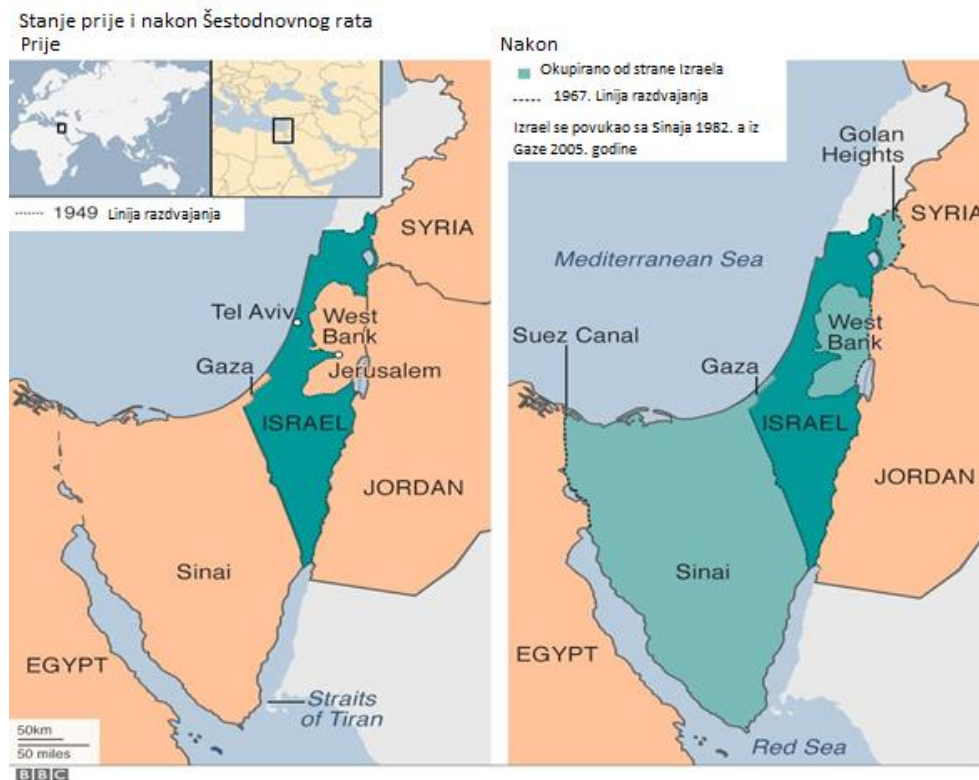 Stanje prije i nakon Šestodnovnog rata
Prije
1949 Linija razdvajanja
SYRIA
Tel Aviv
West
Bank
Gaza
Jerusalem
ISRAEL
JORDAN
Sinai
EGYPT
Straits
of Tiran
50km
50 miles
BBC
Nakon
Okupirano od strane Izraela
1967. Linija razdvajanja
Izrael se povukao sa Sinaja 1982. a iz
Gaze 2005. godine
Golan
Heights
SYRIA
Mediterranean Sea
Suez Canal
West
Bank
Gaza
ISRAEL
JORDAN
Sinai
EGYPT
Red Sea